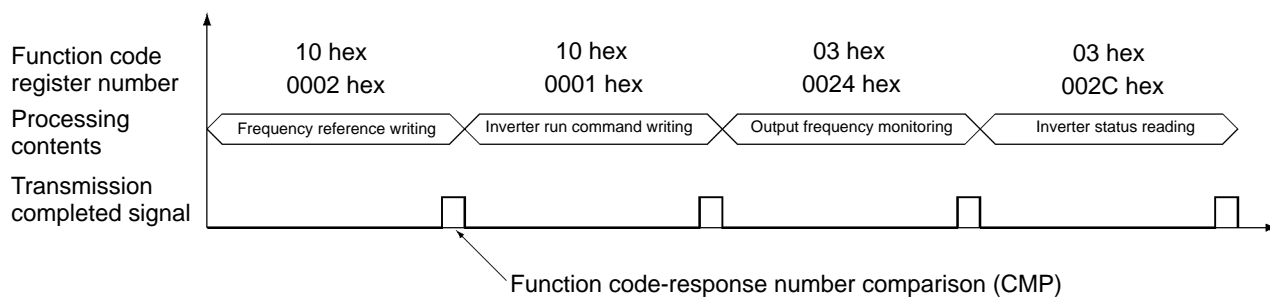 Function code
register number
10 hex
0002 hex
10 hex
0001 hex
03 hex
0024 hex
03 hex
002C hex
Processing
contents
Frequency reference writing
Inverter run command writing
Output frequency monitoring
Inverter status reading
Transmission
completed signal
Function code-response number comparison (CMP)